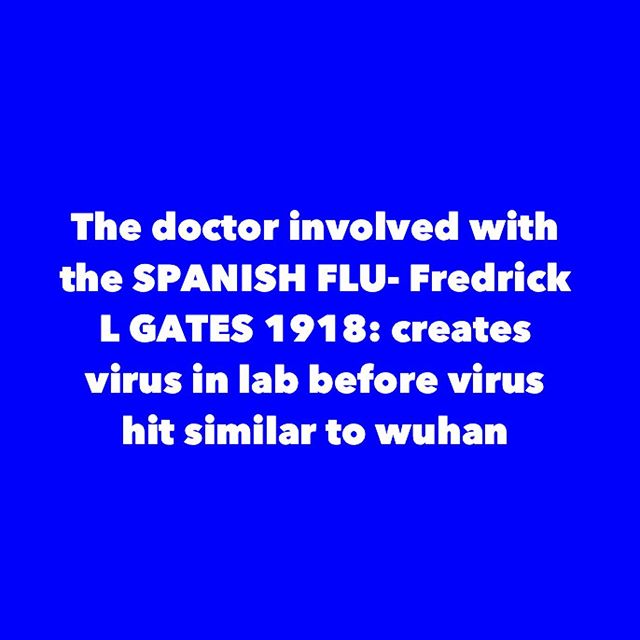 The doctor involved with
the SPANISH FLU- Fredrick
L GATES 1918: creates
virus in lab before virus
hit similar to wuhan